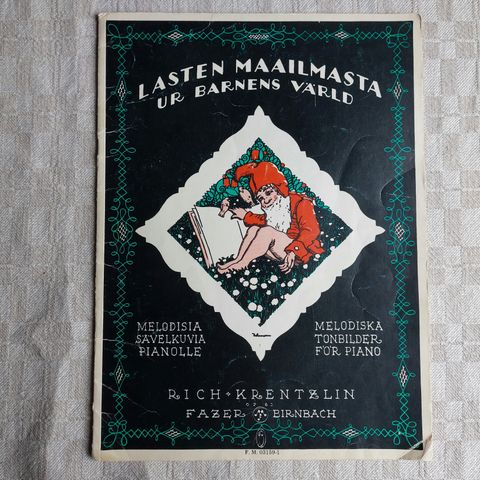 LASTEN MAAILMASTA
UR BARNENS VÄRLD
MELODISIA
SÄVELKUVIA
PIANOLLE
MELODISKA
TONBILDER
FÖR PIANO
RICH KRENTZLIN
FAZER BIRNBACH
F. M. 03159-1